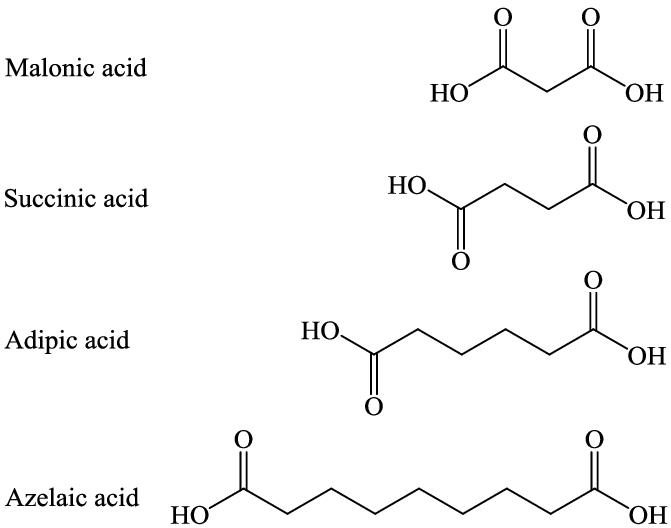 O O
Malonic acid
HO OH
O
HO
Succinic acid
OH
O
O
HO
Adipic acid
OH
O
O O
Azelaic acid
HO OH